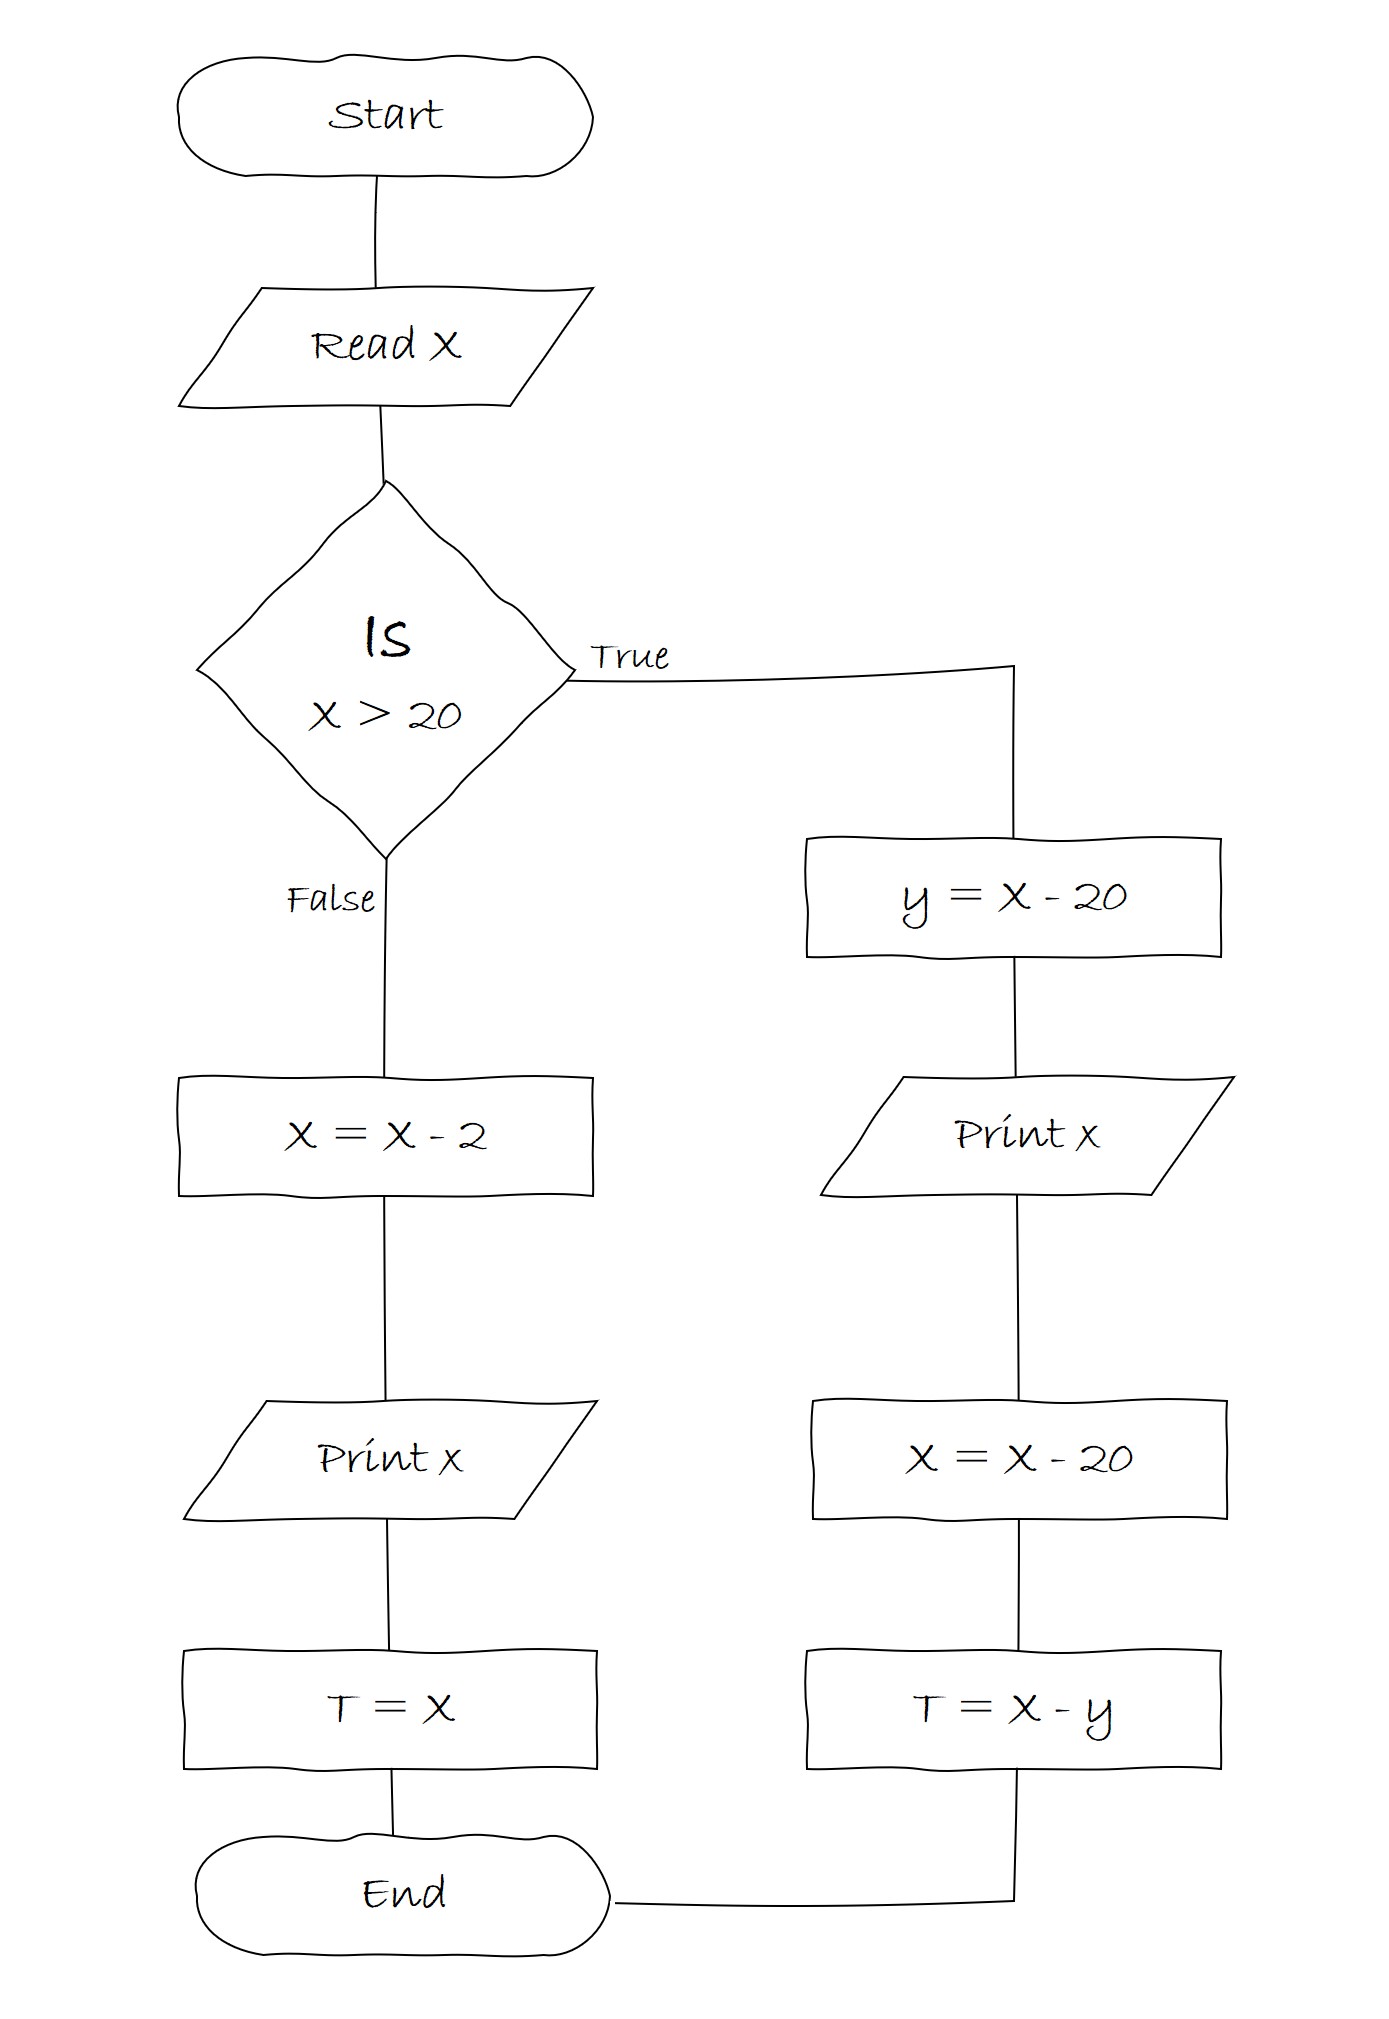 Start
Read X
Is
X > 20
True
False
y = X - 20
X = X - 2
Print x
Print x
X = X - 20
T = X
T = X - y
End